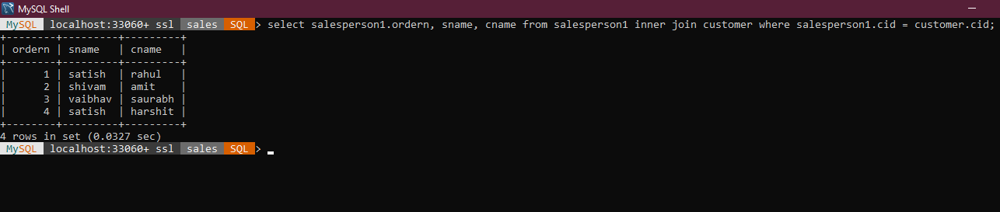 MySQL Shell
MySQL localhost:33060+ ssl sales SQL > select salesperson1.ordern, sname, cname from salesperson1 inner join customer where salesperson1.cid = customer.cid;
+--------+---------+---------+
| ordern | sname   | cname   |
+--------+---------+---------+
|      1 | satish  | rahul   |
|      2 | shivam  | amit    |
|      3 | vaibhav | saurabh |
|      4 | satish  | harshit |
+--------+---------+---------+
4 rows in set (0.0327 sec)
MySQL localhost:33060+ ssl sales SQL >